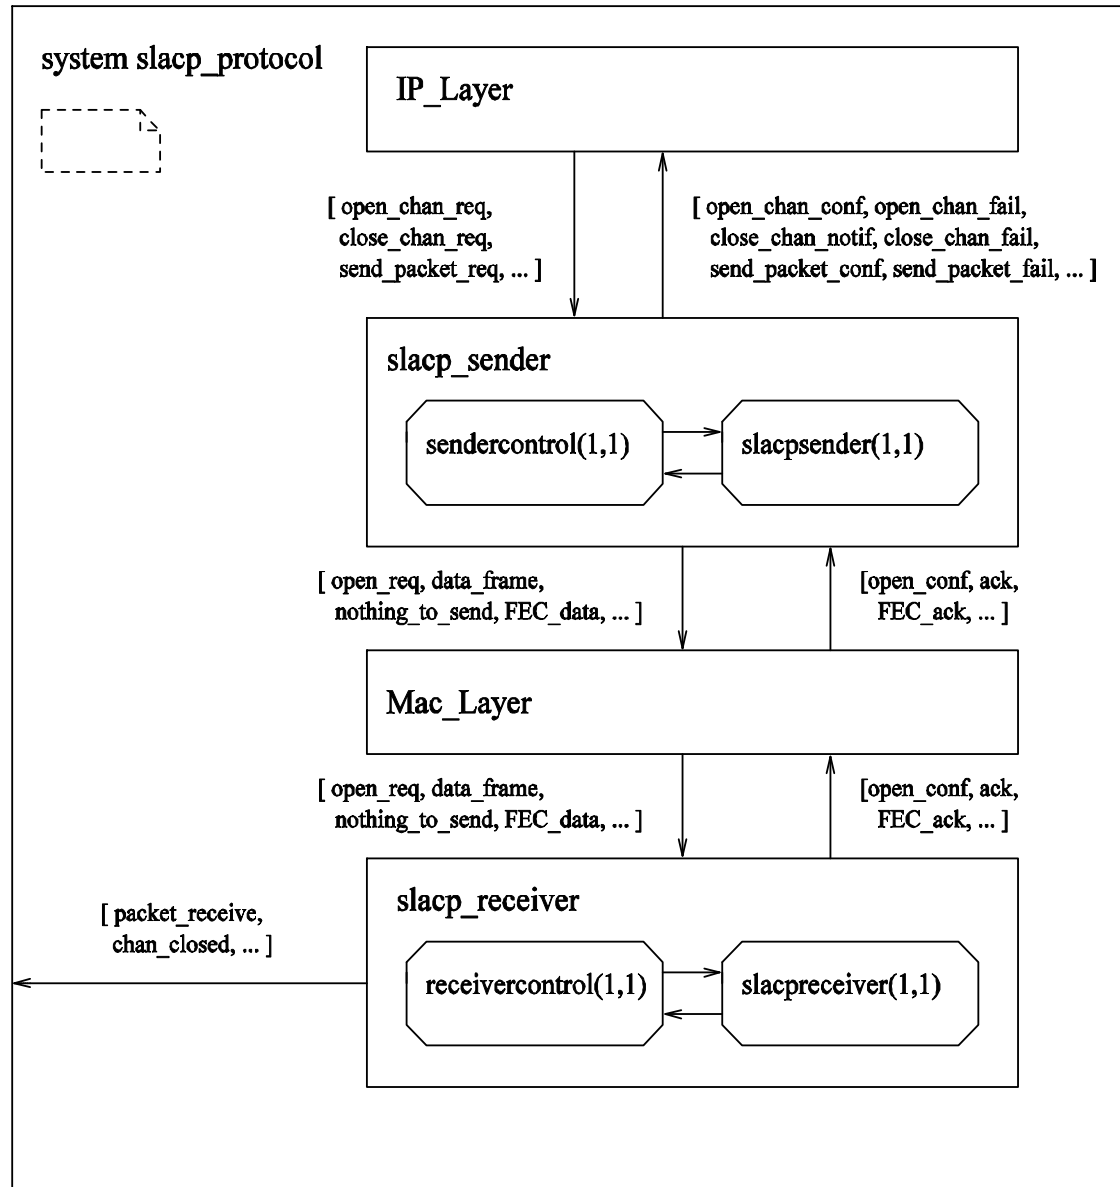 system slacp_protocol
IP_Layer
[ open_chan_req,
close_chan_req,
send_packet_req, ... ]
[ open_chan_conf, open_chan_fail,
close_chan_notif, close_chan_fail,
send_packet_conf, send_packet_fail, ... ]
slacp_sender
sendercontrol(1,1)
slacpsender(1,1)
[ open_req, data_frame,
nothing_to_send, FEC_data, ... ]
[open_conf, ack,
FEC_ack, ... ]
Mac_Layer
[ open_req, data_frame,
nothing_to_send, FEC_data, ... ]
[open_conf, ack,
FEC_ack, ... ]
slacp_receiver
[ packet_receive,
chan_closed, ... ]
receivercontrol(1,1)
slacpreceiver(1,1)